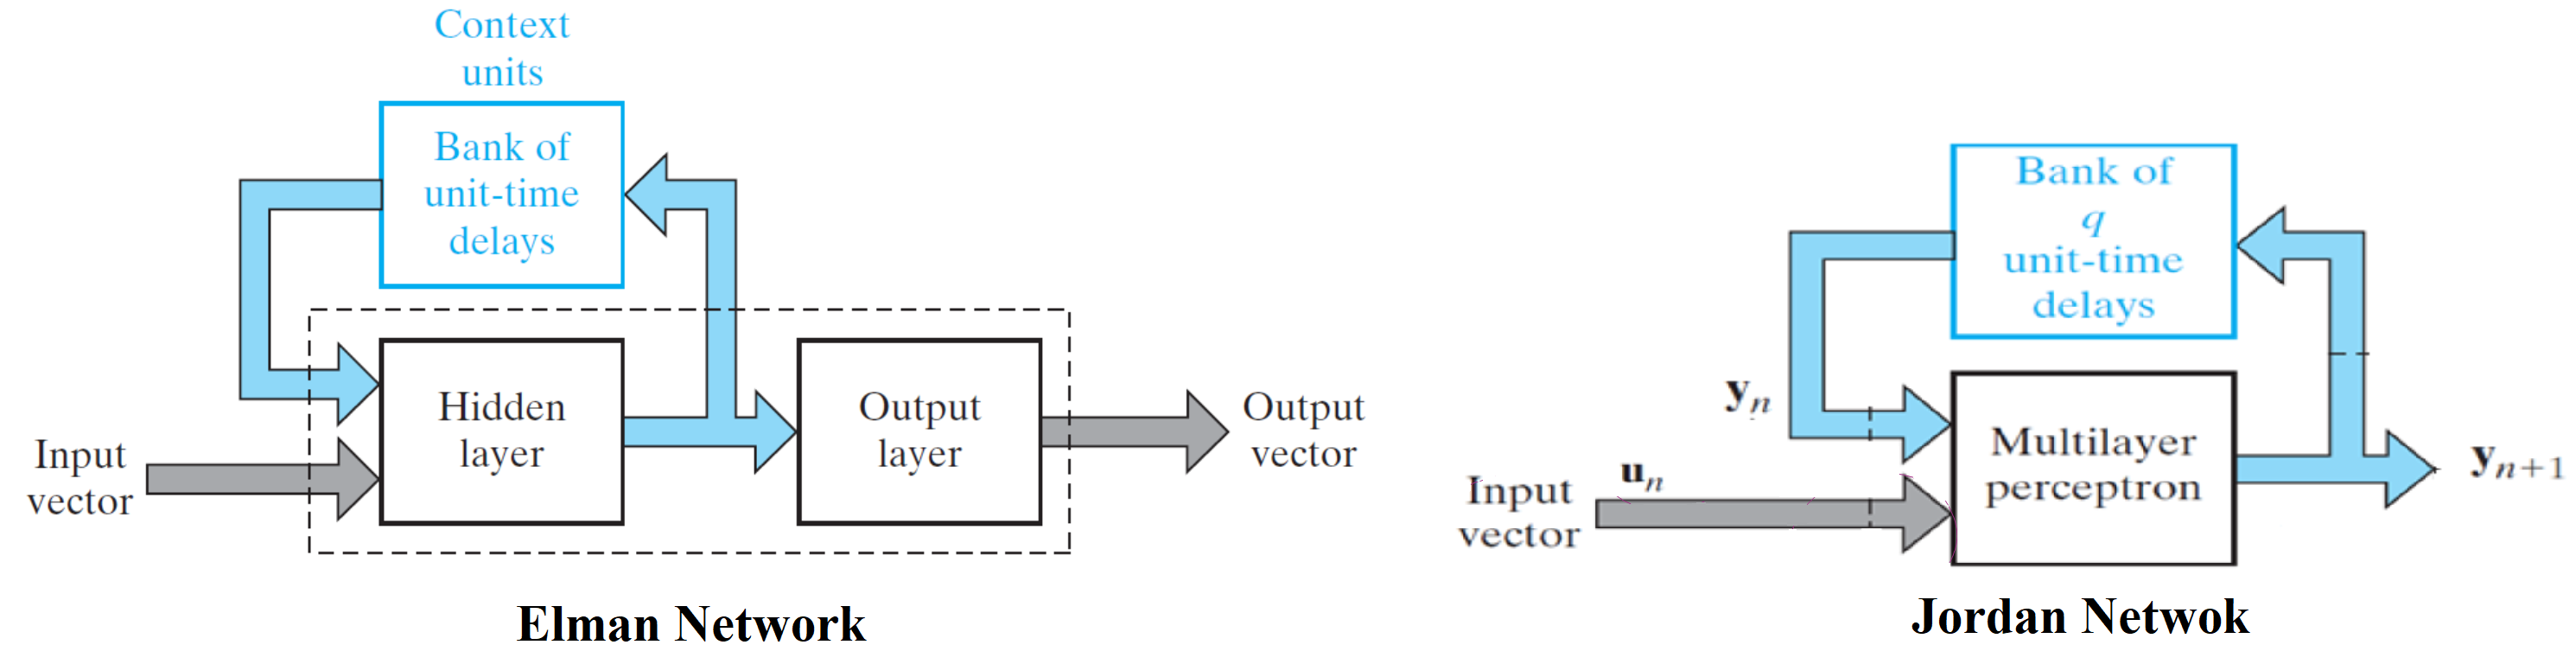 Context
units
Bank of
unit-time
delays
Hidden
layer
Output
layer
Input
vector
Output
vector
Elman Network
Bank of
q
unit-time
delays
yn
Multilayer
perceptron
Input
vector
un
yn+1
Jordan Netwok